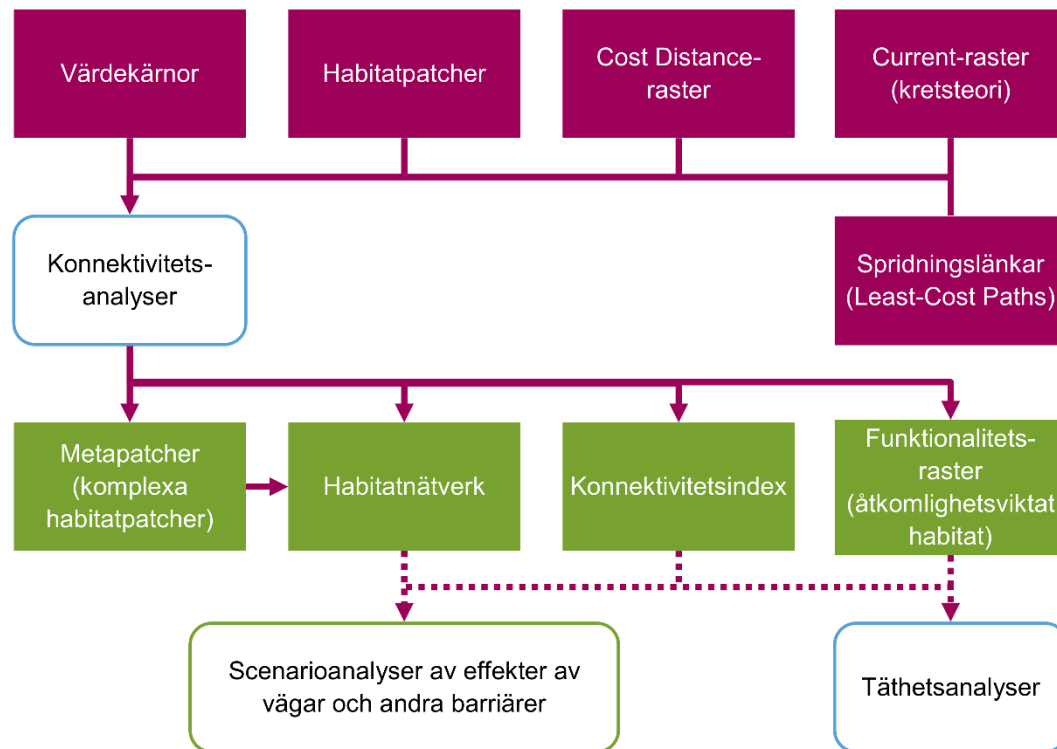 Värdekärnor
Habitatpatcher
Cost Distance-
raster
Current-raster
(kretsteori)
Konnektivitets-
analyser
Spridningslänkar
(Least-Cost Paths)
Metapatcher
(komplexa
habitatpatcher)
Habitatnätverk
Konnektivitetsindex
Funktionalitets-
raster
(åtkomlighetsviktat
habitat)
Scenarioanalyser av effekter av
vägar och andra barriärer
Täthetsanalyser